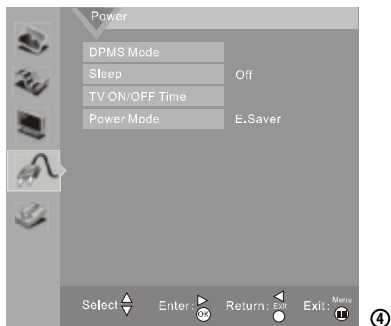 Power
DPMS Mode
Sleep Off
TV ON/OFF Time
Power Mode E.Saver
Select Enter: OK Return: Exit Exit: Menu
④